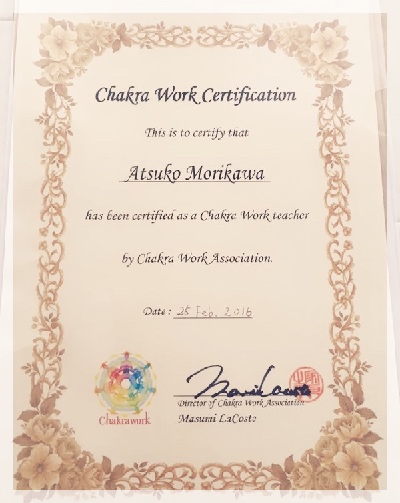 Chakra Work Certification
This is to certify that
Atsuko Morikawa
has been certified as a Chakra Work teacher
by Chakra Work Association.
Date : 25 Feb. 2016
Chakrawork
Director of Chakra Work Association
Masumi LaCoste